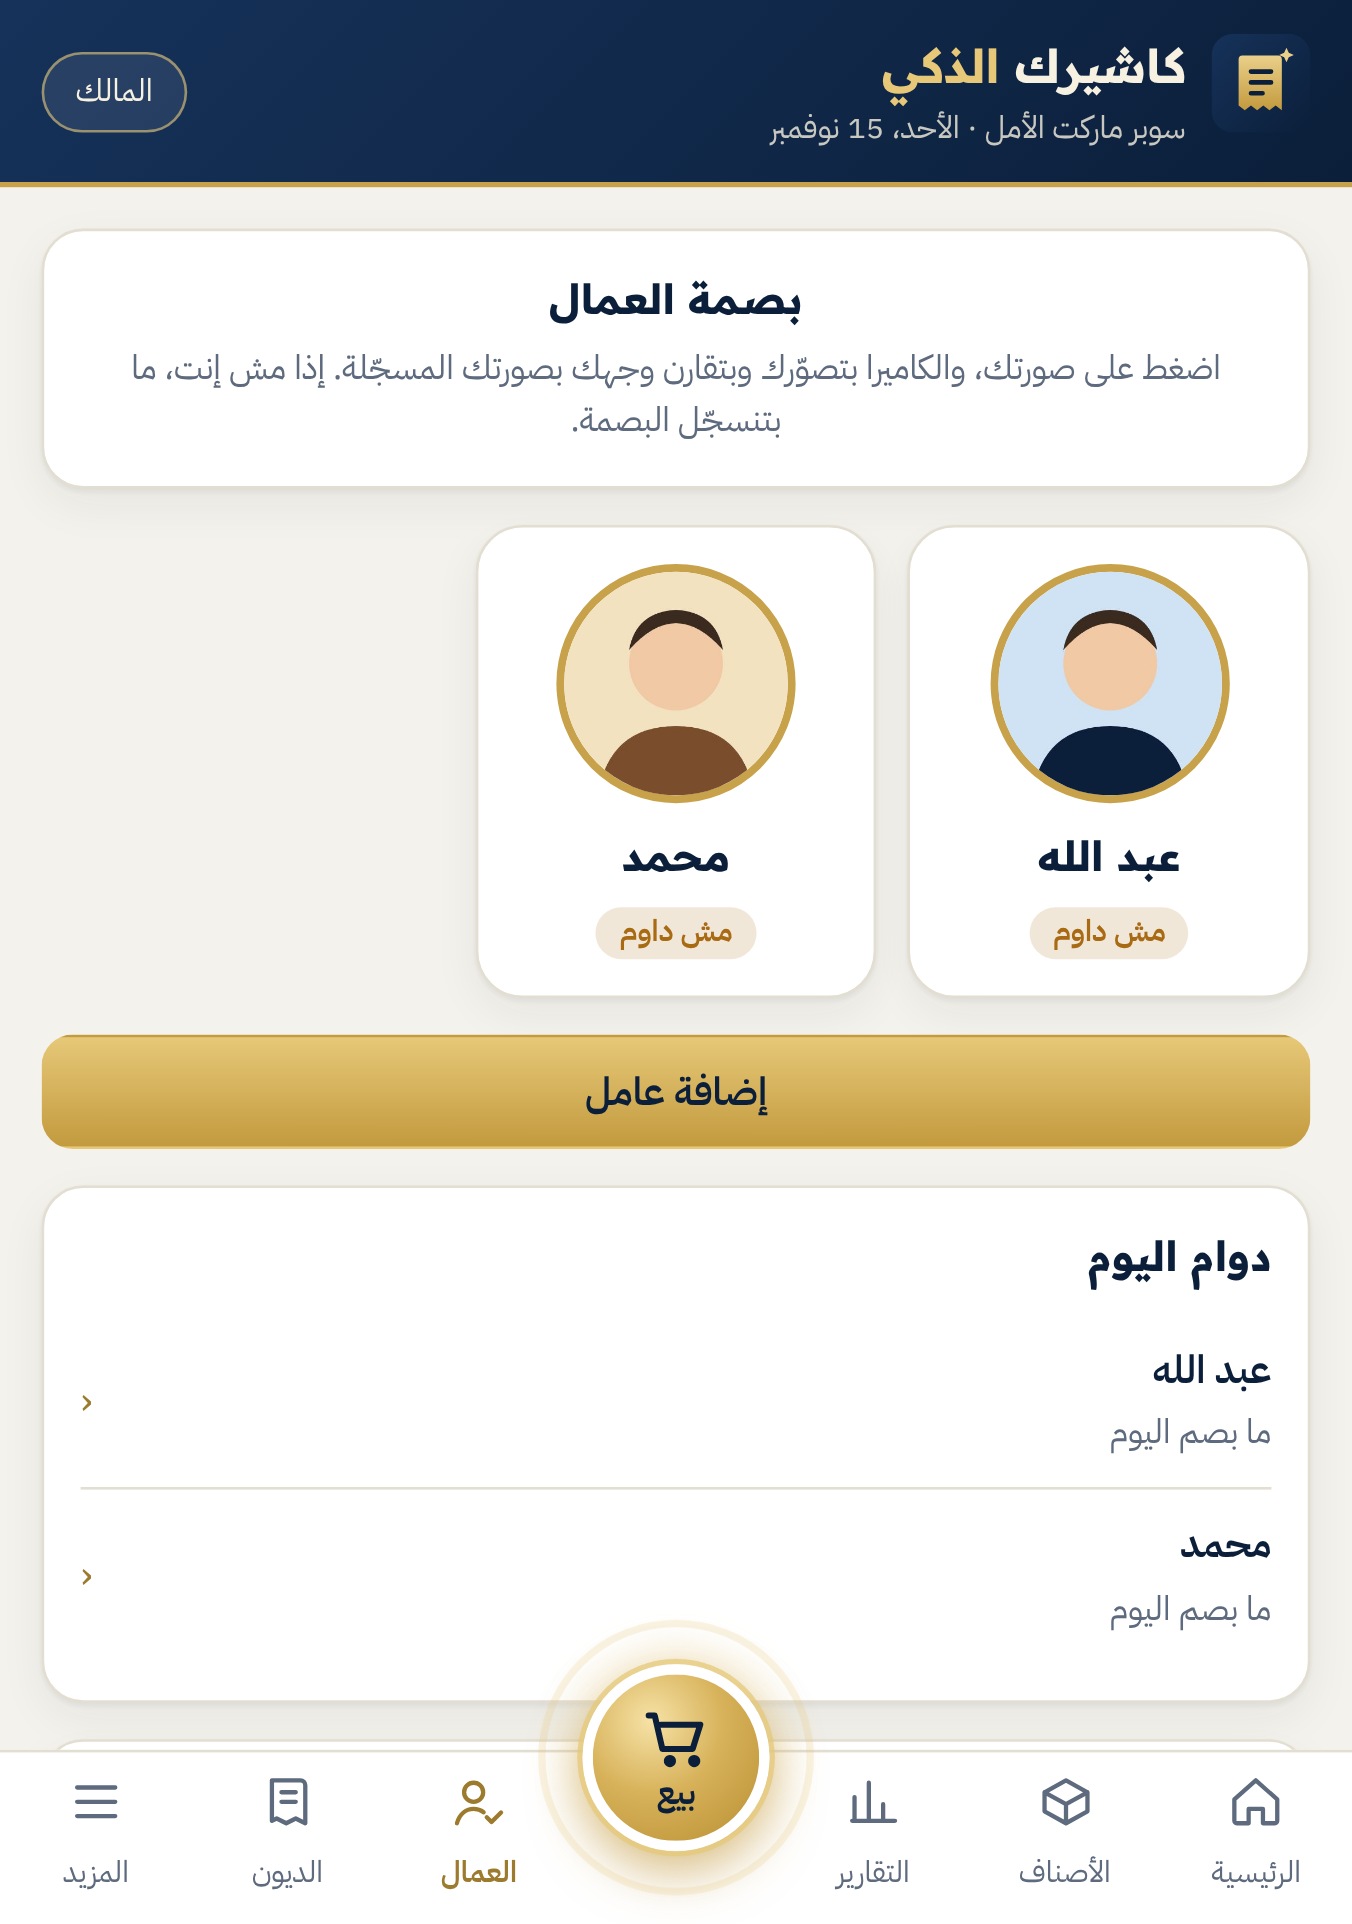 كاشيرك الذكي
سوبر ماركت الأمل · الأحد، 15 نوفمبر
المالك
بصمة العمال
اضغط على صورتك، والكاميرا بتصوّرك وبتقارن وجهك بصورتك المسجّلة. إذا مش إنت، ما
بتنسجّل البصمة.
عبد الله
مش داوم
محمد
مش داوم
إضافة عامل
دوام اليوم
عبد الله
ما بصم اليوم
محمد
ما بصم اليوم
الرئيسية
الأصناف
التقارير
بيع
العمال
الديون
المزيد